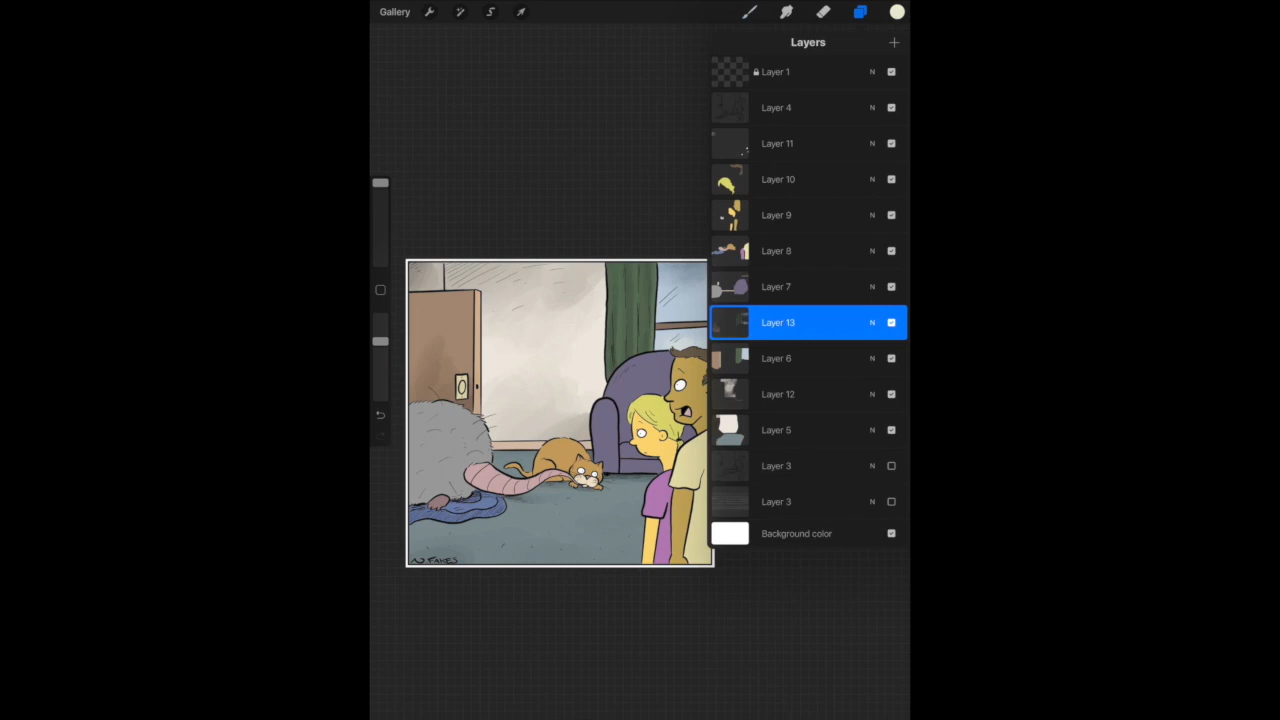 Gallery
Layers
Layer 1 N
Layer 4 N
Layer 11 N
Layer 10 N
Layer 9 N
Layer 8 N
Layer 7 N
Layer 13 N
Layer 6 N
Layer 12 N
Layer 5 N
Layer 3 N
Layer 3 N
Background color